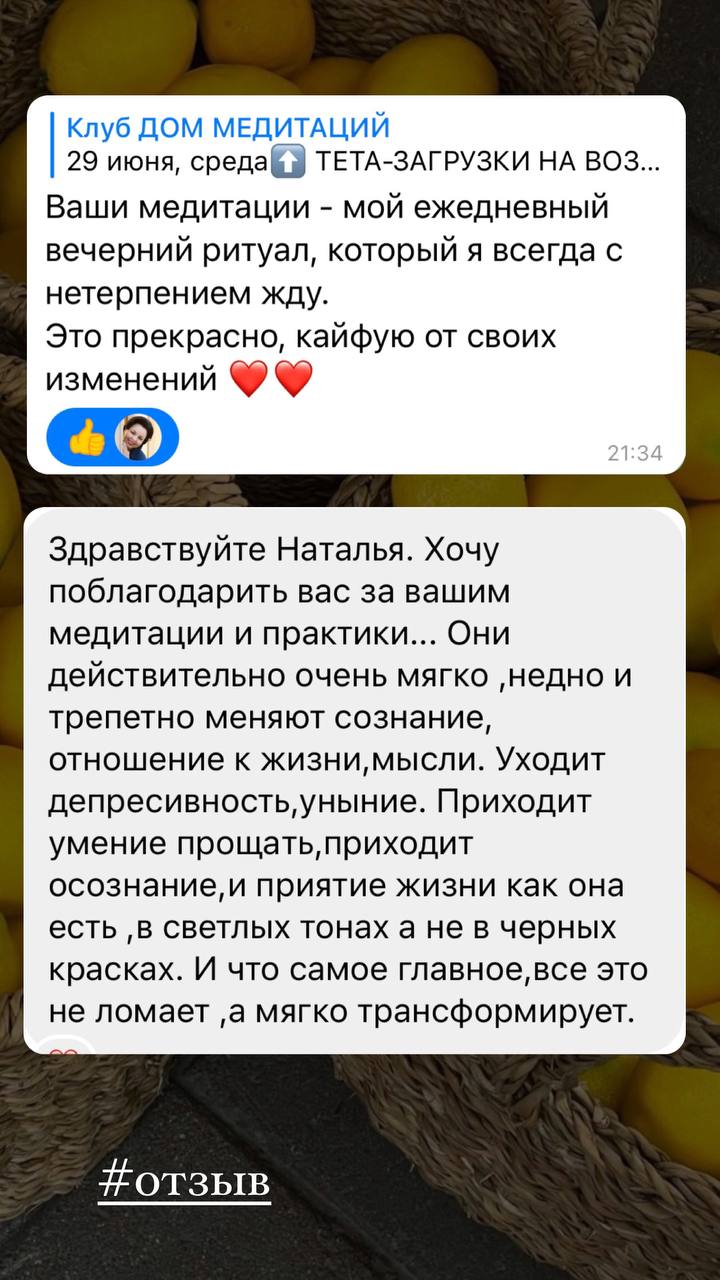 Клуб ДОМ МЕДИТАЦИЙ
29 июня, среда⬆️ ТЕТА-ЗАГРУЗКИ НА ВОЗ...
Ваши медитации - мой ежедневный
вечерний ритуал, который я всегда с
нетерпением жду.
Это прекрасно, кайфую от своих
изменений ❤️❤️
👍
21:34
Здравствуйте Наталья. Хочу
поблагодарить вас за вашим
медитации и практики... Они
действительно очень мягко ,недно и
трепетно меняют сознание,
отношение к жизни,мысли. Уходит
депресивность,уныние. Приходит
умение прощать,приходит
осознание,и приятие жизни как она
есть ,в светлых тонах а не в черных
красках. И что самое главное,все это
не ломает ,а мягко трансформирует.
#отзыв